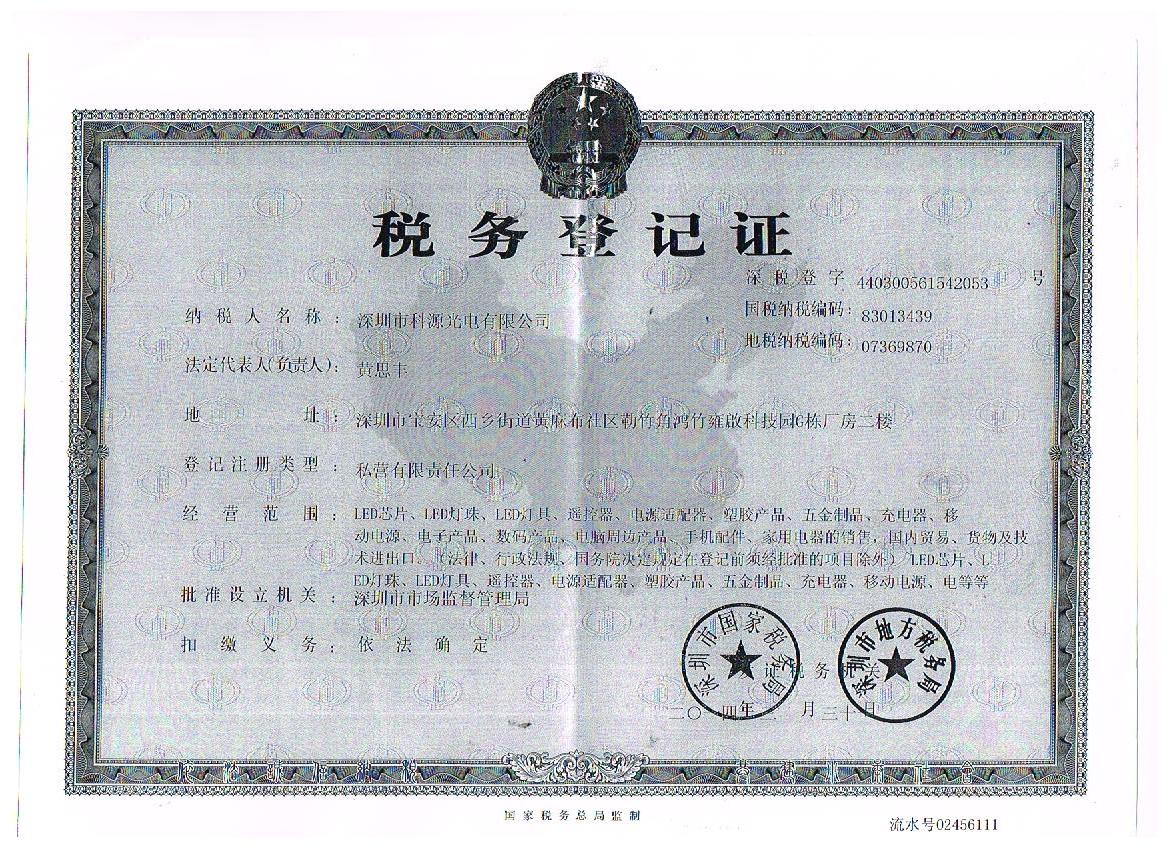 税务登记证
深税登字 440300561542053 号
国税纳税编码：83013439
地税纳税编码：07369870
纳税人名称：深圳市科源光电有限公司
法定代表人(负责人)：黄思丰
地址：深圳市宝安区西乡街道黄麻布社区勒竹角鸿竹雍啟科技园G栋厂房二楼
登记注册类型：私营有限责任公司
经营范围：LED芯片、LED灯珠、LED灯具、遥控器、电源适配器、塑胶产品、五金制品、充电器、移
动电源、电子产品、数码产品、电脑周边产品、手机配件、家用电器的销售，国内贸易、货物及技
术进出口。（法律、行政法规、国务院决定规定在登记前须经批准的项目除外） LED芯片、L
ED灯珠、LED灯具、遥控器、电源适配器、塑胶产品、五金制品、充电器、移动电源、电等等
批准设立机关：深圳市市场监督管理局
扣缴义务：依法确定
深圳市国家税务局
深圳市地方税务局
证税务机关
二〇 四年 月三十日
国家税务总局监制
流水号02456111